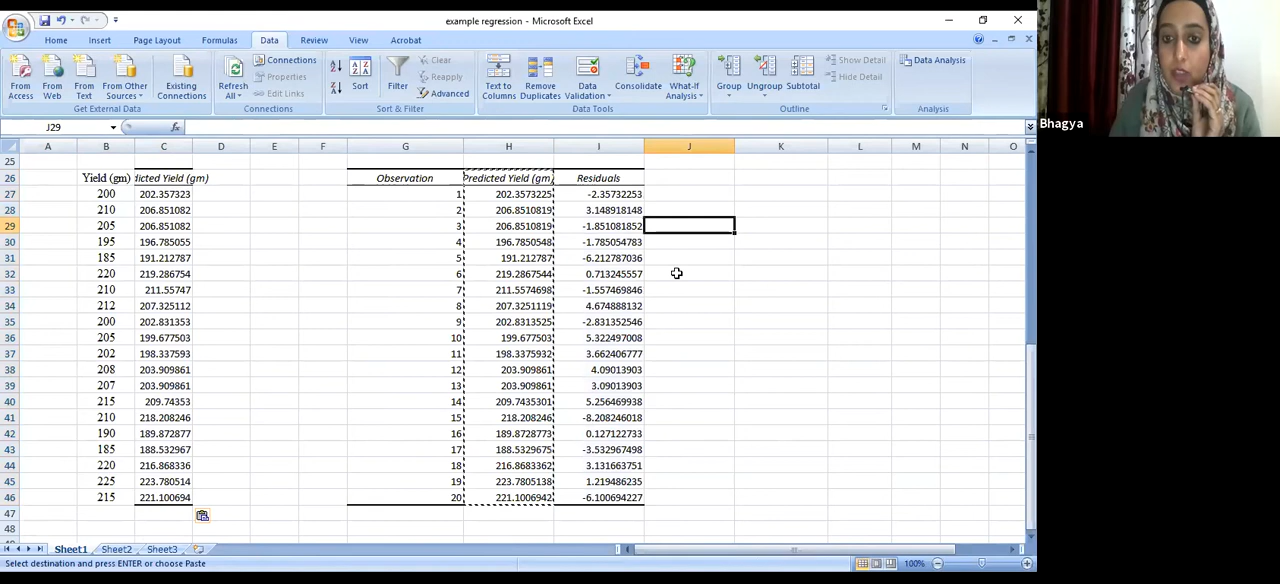 example regression - Microsoft Excel
Home Insert Page Layout Formulas Data Review View Acrobat
From Access From Web From Text From Other Sources Existing Connections Refresh All Connections Properties Edit Links Sort Filter Clear Reapply Advanced Text to Columns Remove Duplicates Data Validation Consolidate What-If Analysis Group Ungroup Subtotal Show Detail Hide Detail Data Analysis
Get External Data Connections Sort & Filter Data Tools Outline Analysis
Bhagya
J29 fx
A B C D E F G H I J K L M N O
25
26 Yield (gm) dicted Yield (gm) Observation Predicted Yield (gm) Residuals
27 200 202.357323 1 202.3573225 -2.35732253
28 210 206.851082 2 206.8510819 3.148918148
29 205 206.851082 3 206.8510819 -1.851081852
30 195 196.785055 4 196.7850548 -1.785054783
31 185 191.212787 5 191.212787 -6.212787036
32 220 219.286754 6 219.2867544 0.713245557
33 210 211.55747 7 211.5574698 -1.557469846
34 212 207.325112 8 207.3251119 4.674888132
35 200 202.831353 9 202.8313525 -2.831352546
36 205 199.677503 10 199.677503 5.322497008
37 202 198.337593 11 198.3375932 3.662406777
38 208 203.909861 12 203.909861 4.09013903
39 207 203.909861 13 203.909861 3.09013903
40 215 209.74353 14 209.7435301 5.256469938
41 210 218.208246 15 218.208246 -8.208246018
42 190 189.872877 16 189.8728773 0.127122733
43 185 188.532967 17 188.5329675 -3.532967498
44 220 216.868336 18 216.8683362 3.131663751
45 225 223.780514 19 223.7805138 1.219486235
46 215 221.100694 20 221.1006942 -6.100694227
47
48
Sheet1 Sheet2 Sheet3
Select destination and press ENTER or choose Paste 100%